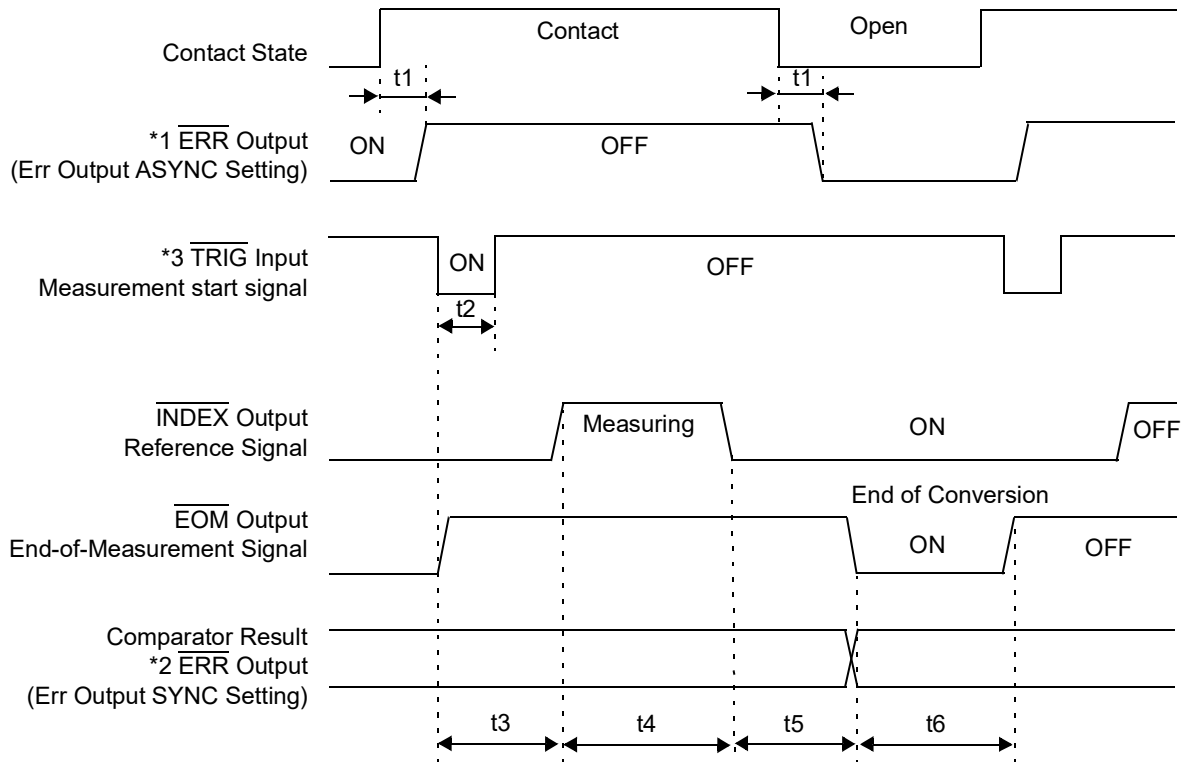 Contact
Open
Contact State
t1
t1
*1 ERR Output
(Err Output ASYNC Setting)
ON
OFF
*3 TRIG Input
Measurement start signal
ON
OFF
t2
INDEX Output
Reference Signal
Measuring
ON
OFF
End of Conversion
EOM Output
End-of-Measurement Signal
ON
OFF
Comparator Result
*2 ERR Output
(Err Output SYNC Setting)
t3
t4
t5
t6